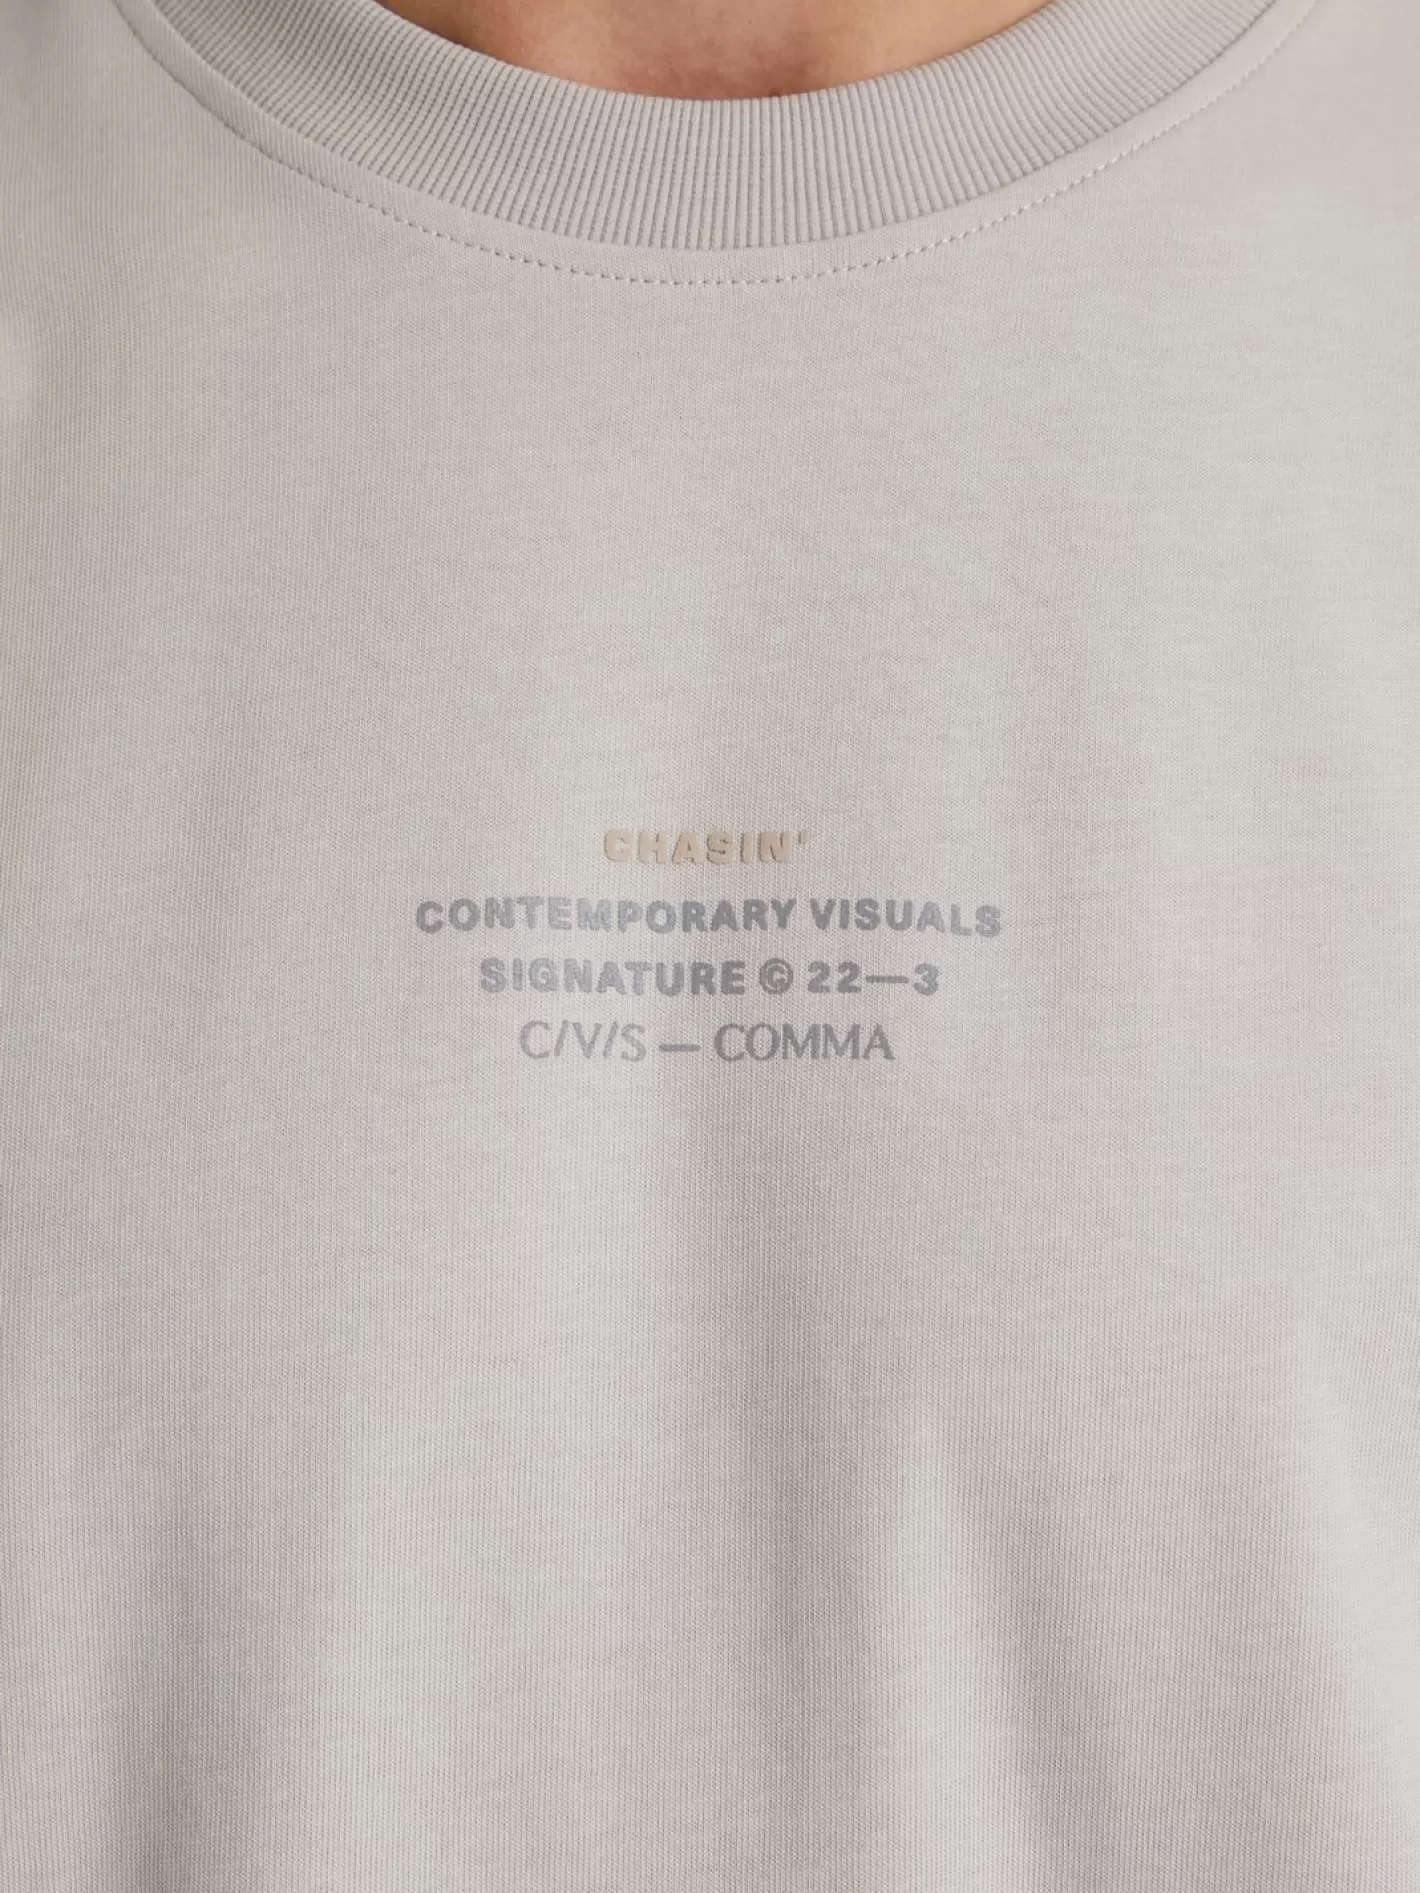 CHASIN'
CONTEMPORARY VISUALS
SIGNATURE © 22—3
C/V/S — COMMA